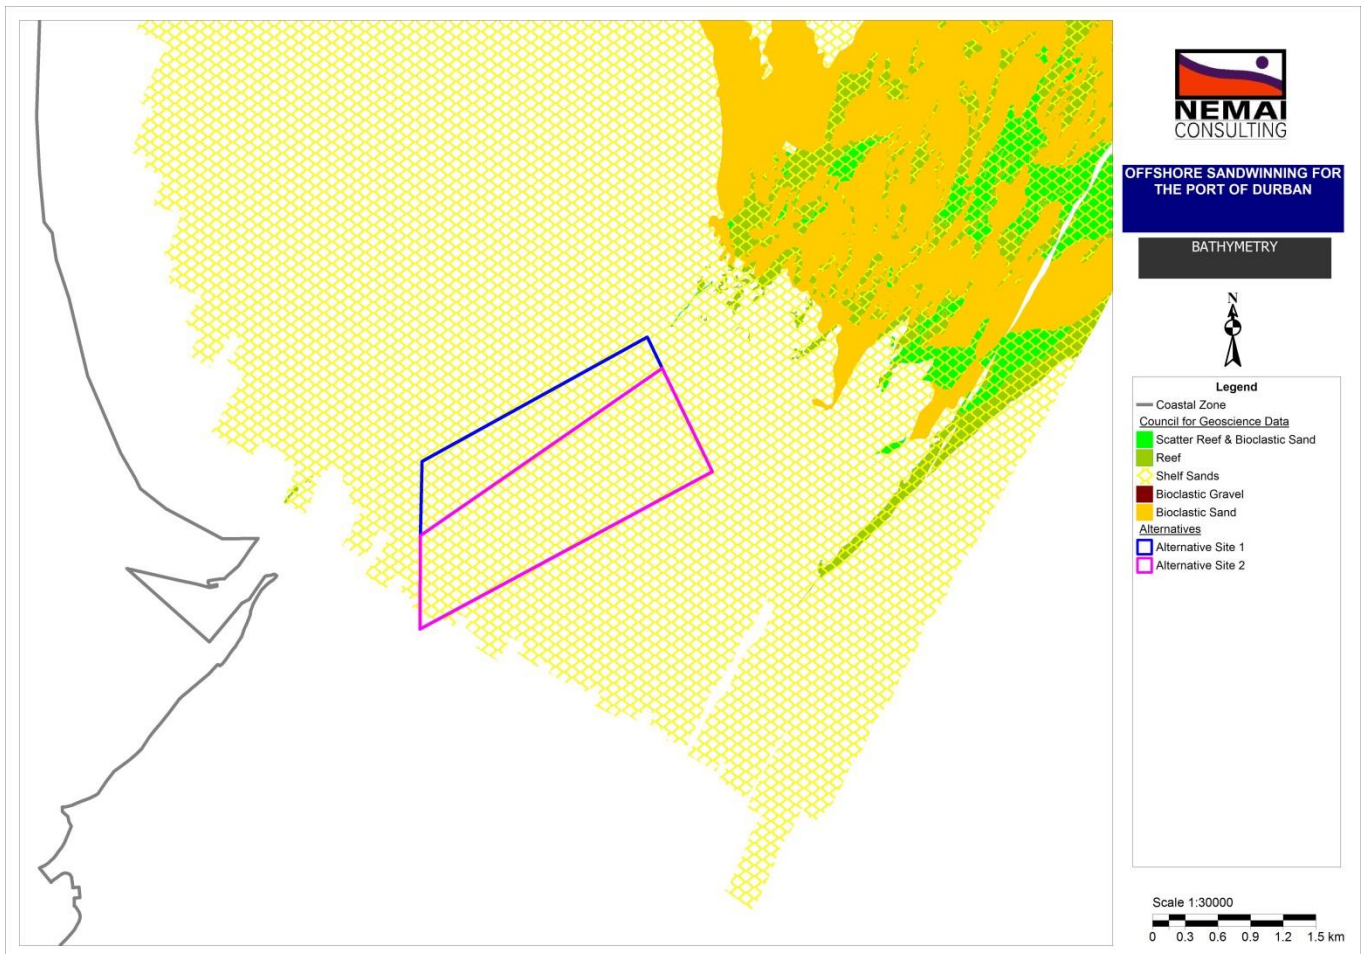 NEMAI
CONSULTING
OFFSHORE SANDWINNING FOR
THE PORT OF DURBAN
BATHYMETRY
N
Legend
Coastal Zone
Council for Geoscience Data
Scatter Reef & Bioclastic Sand
Reef
Shelf Sands
Bioclastic Gravel
Bioclastic Sand
Alternatives
Alternative Site 1
Alternative Site 2
Scale 1:30000
0 0.3 0.6 0.9 1.2 1.5 km